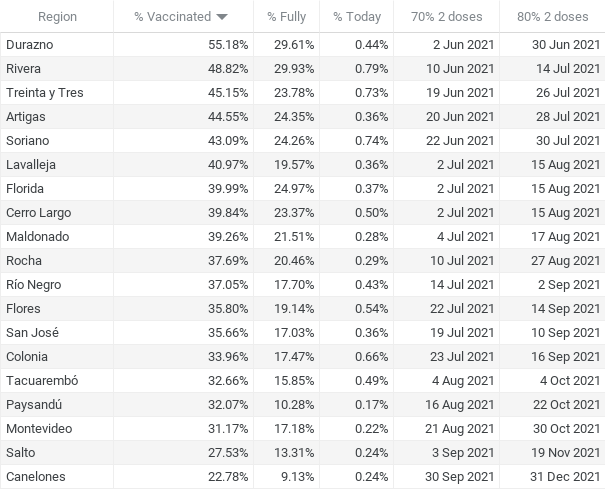 Region % Vaccinated % Fully % Today 70% 2 doses 80% 2 doses
Durazno 55.18% 29.61% 0.44% 2 Jun 2021 30 Jun 2021
Rivera 48.82% 29.93% 0.79% 10 Jun 2021 14 Jul 2021
Treinta y Tres 45.15% 23.78% 0.73% 19 Jun 2021 26 Jul 2021
Artigas 44.55% 24.35% 0.36% 20 Jun 2021 28 Jul 2021
Soriano 43.09% 24.26% 0.74% 22 Jun 2021 30 Jul 2021
Lavalleja 40.97% 19.57% 0.36% 2 Jul 2021 15 Aug 2021
Florida 39.99% 24.97% 0.37% 2 Jul 2021 15 Aug 2021
Cerro Largo 39.84% 23.37% 0.50% 2 Jul 2021 15 Aug 2021
Maldonado 39.26% 21.51% 0.28% 4 Jul 2021 17 Aug 2021
Rocha 37.69% 20.46% 0.29% 10 Jul 2021 27 Aug 2021
Río Negro 37.05% 17.70% 0.43% 14 Jul 2021 2 Sep 2021
Flores 35.80% 19.14% 0.54% 22 Jul 2021 14 Sep 2021
San José 35.66% 17.03% 0.36% 19 Jul 2021 10 Sep 2021
Colonia 33.96% 17.47% 0.66% 23 Jul 2021 16 Sep 2021
Tacuarembó 32.66% 15.85% 0.49% 4 Aug 2021 4 Oct 2021
Paysandú 32.07% 10.28% 0.17% 16 Aug 2021 22 Oct 2021
Montevideo 31.17% 17.18% 0.22% 21 Aug 2021 30 Oct 2021
Salto 27.53% 13.31% 0.24% 3 Sep 2021 19 Nov 2021
Canelones 22.78% 9.13% 0.24% 30 Sep 2021 31 Dec 2021